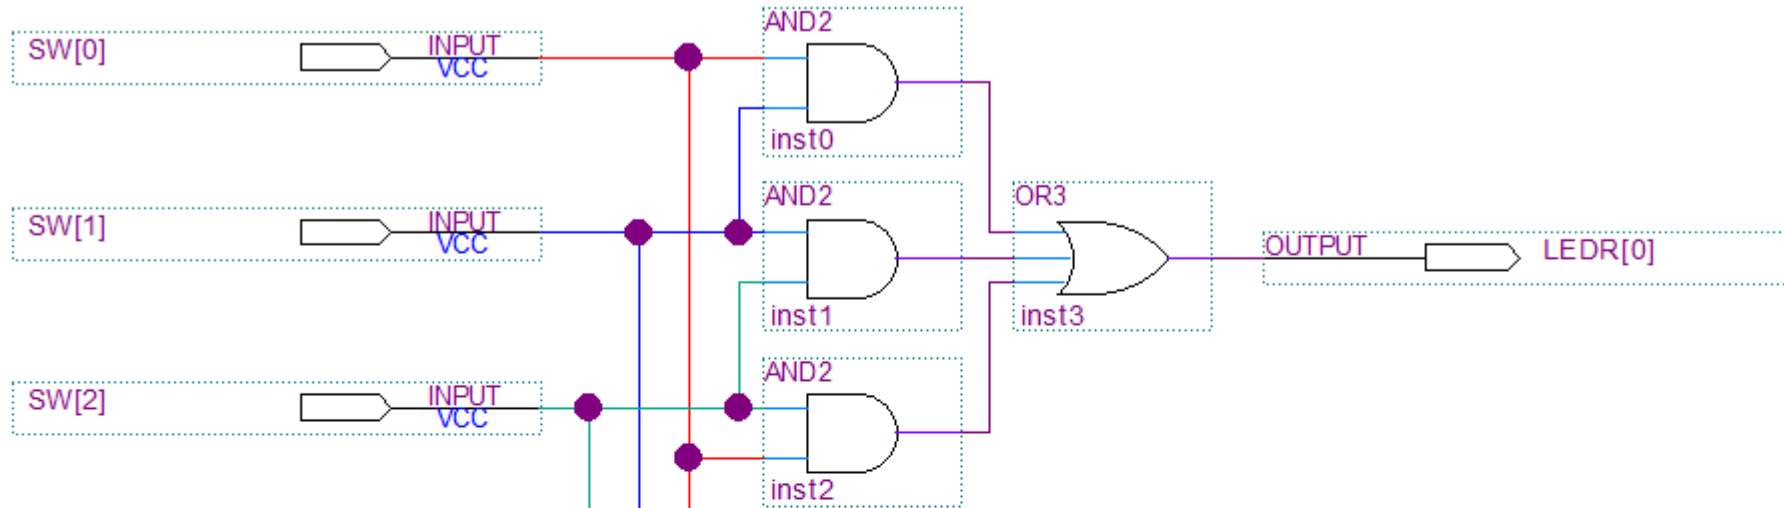 AND2
SW[0]
INPUT
VCC
inst0
AND2
SW[1]
INPUT
VCC
OR3
OUTPUT
LEDR[0]
inst1
inst3
AND2
SW[2]
INPUT
VCC
inst2